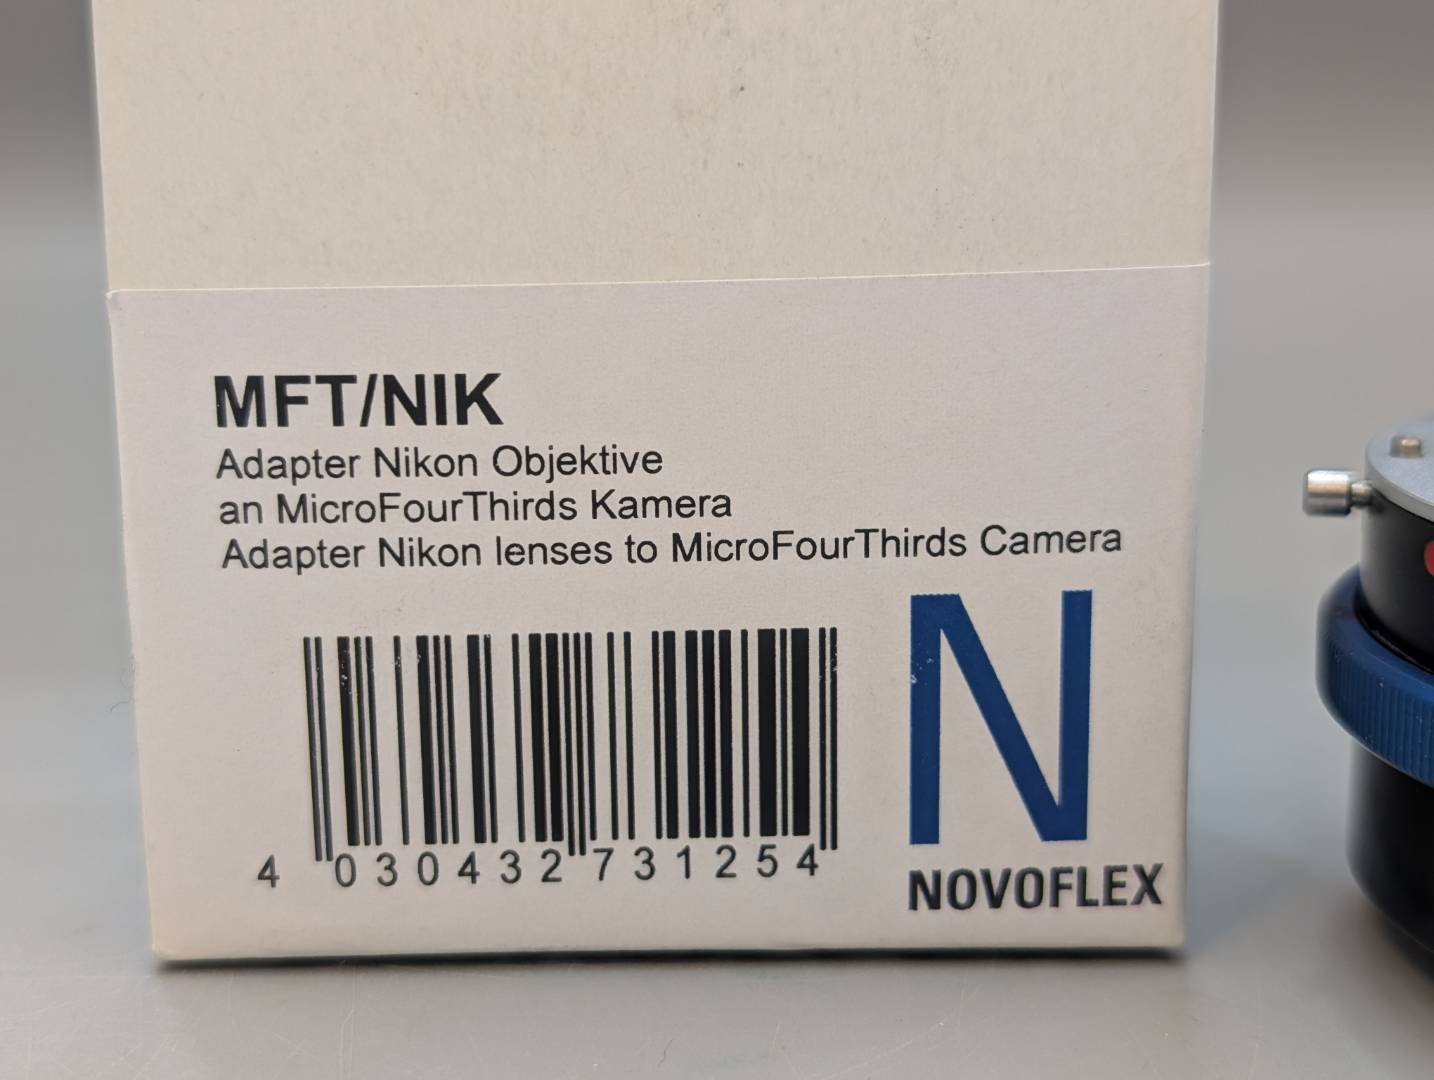 MFT/NIK
Adapter Nikon Objektive
an MicroFourThirds Kamera
Adapter Nikon lenses to MicroFourThirds Camera
4 030432 731254
N
NOVOFLEX